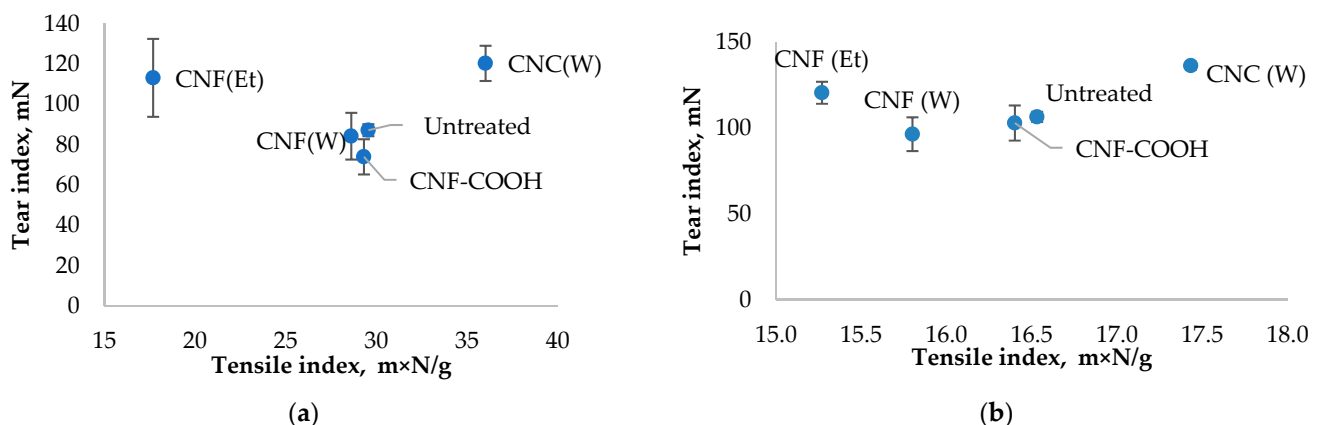 Tear index, mN
140
120
100
80
60
40
20
0
CNF(Et)
CNC(W)
CNF(W)
Untreated
CNF-COOH
15 20 25 30 35 40
Tensile index, m×N/g
(a)
Tear index, mN
150
100
50
0
CNF (Et)
CNF (W)
Untreated
CNC (W)
CNF-COOH
15.0 15.5 16.0 16.5 17.0 17.5 18.0
Tensile index, m×N/g
(b)